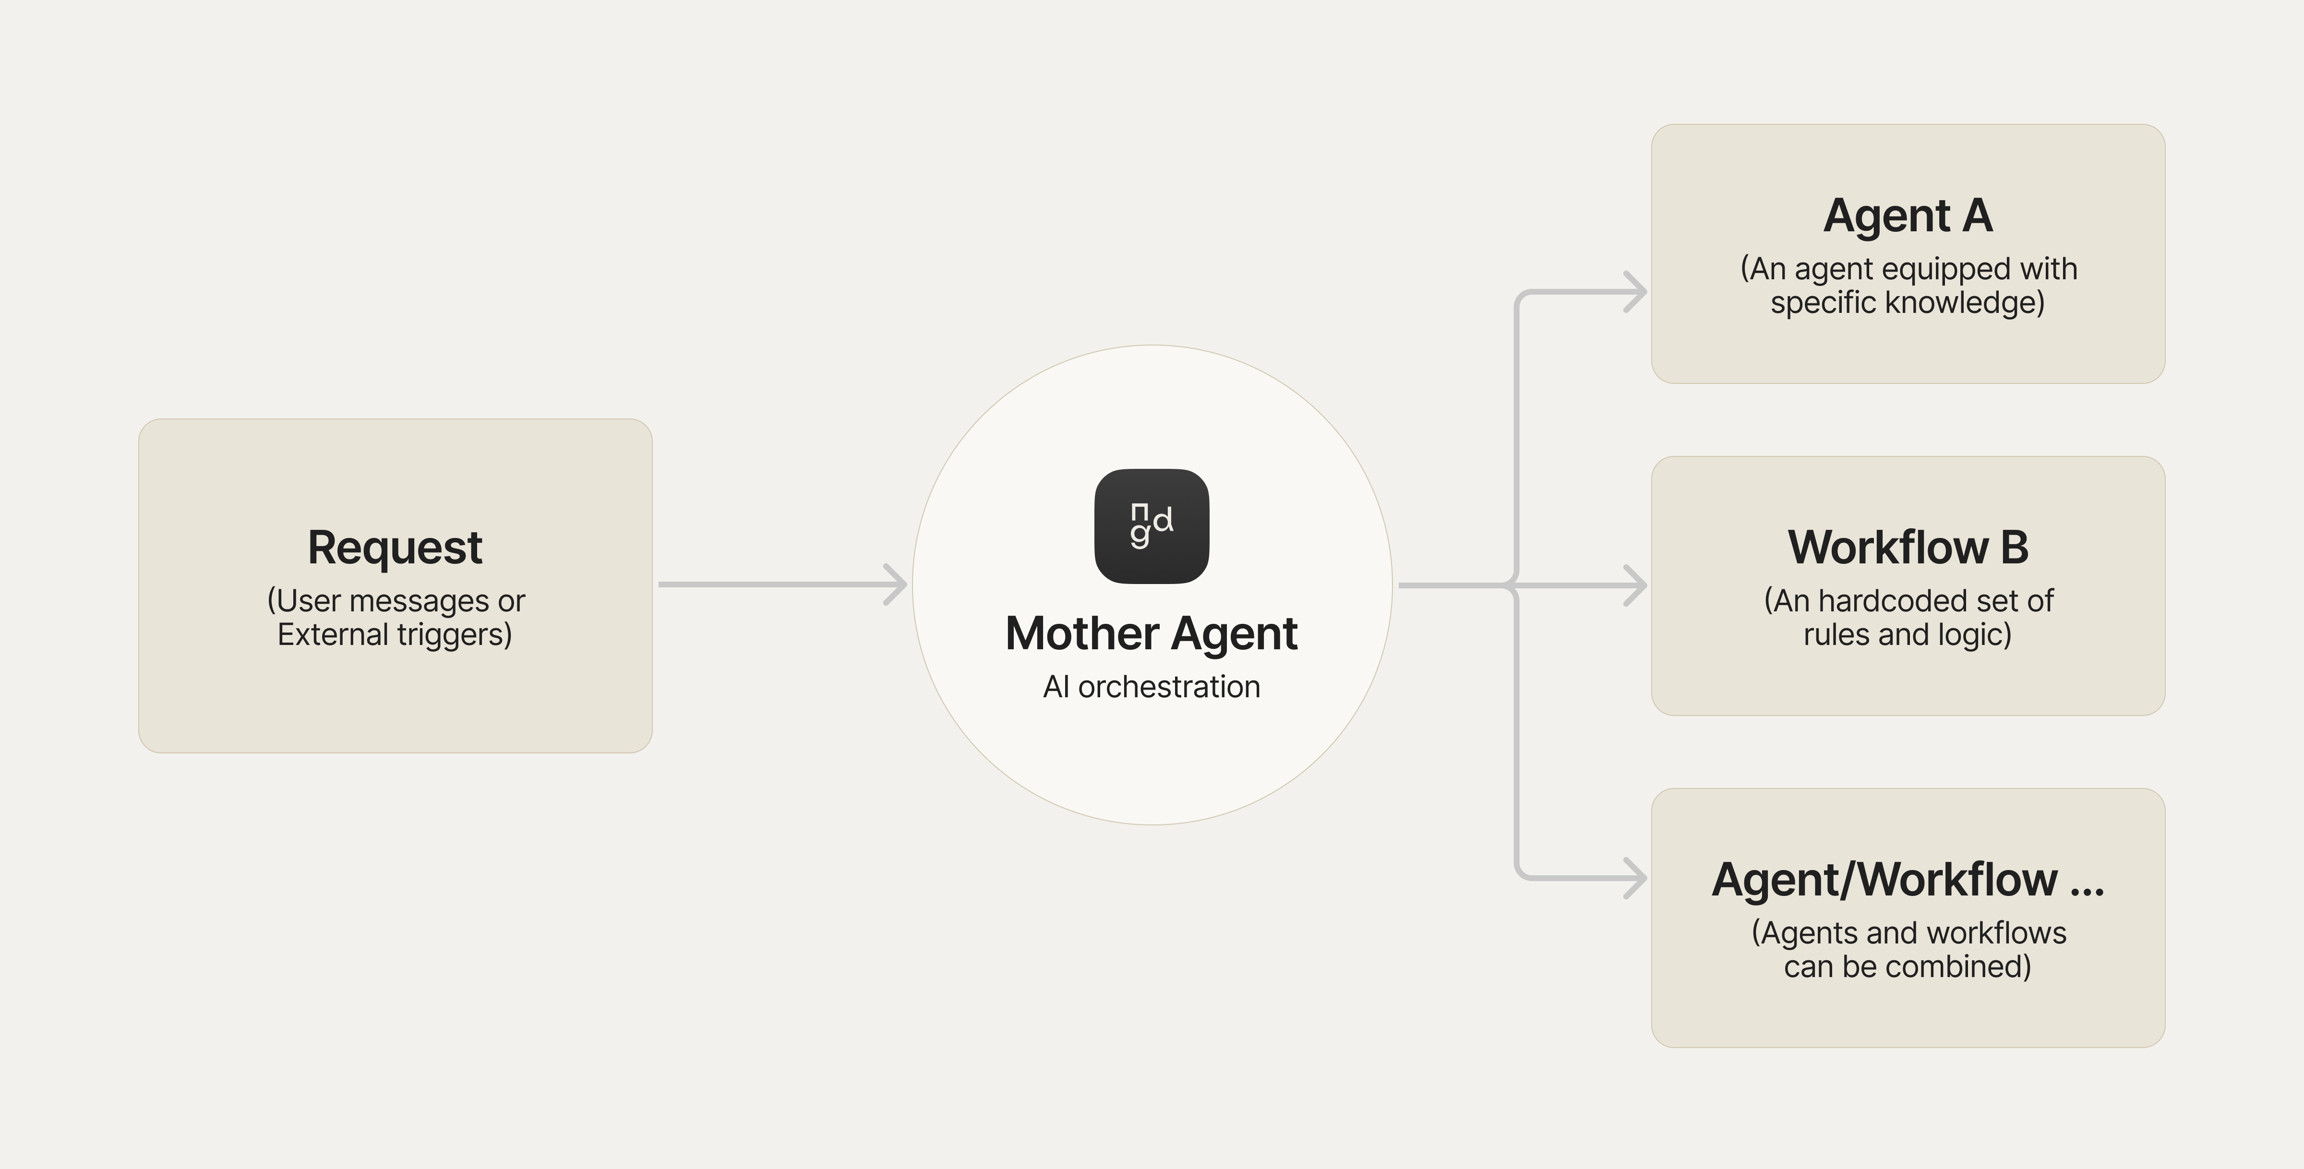 Request
(User messages or
External triggers)
Mother Agent
AI orchestration
Agent A
(An agent equipped with
specific knowledge)
Workflow B
(An hardcoded set of
rules and logic)
Agent/Workflow ...
(Agents and workflows
can be combined)